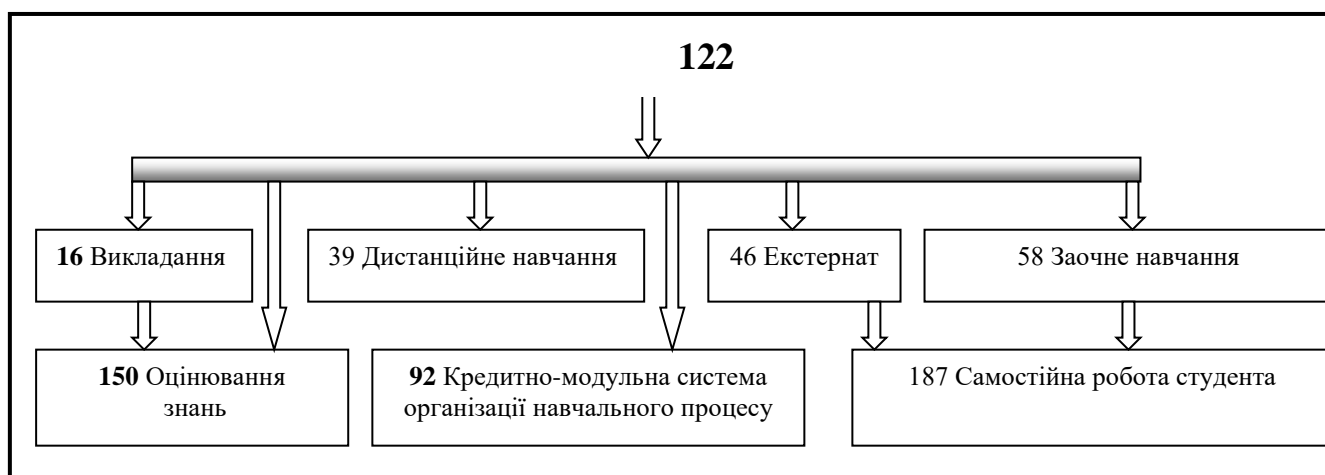 122
16 Викладання
39 Дистанційне навчання
46 Екстернат
58 Заочне навчання
150 Оцінювання
знань
92 Кредитно-модульна система
організації навчального процесу
187 Самостійна робота студента